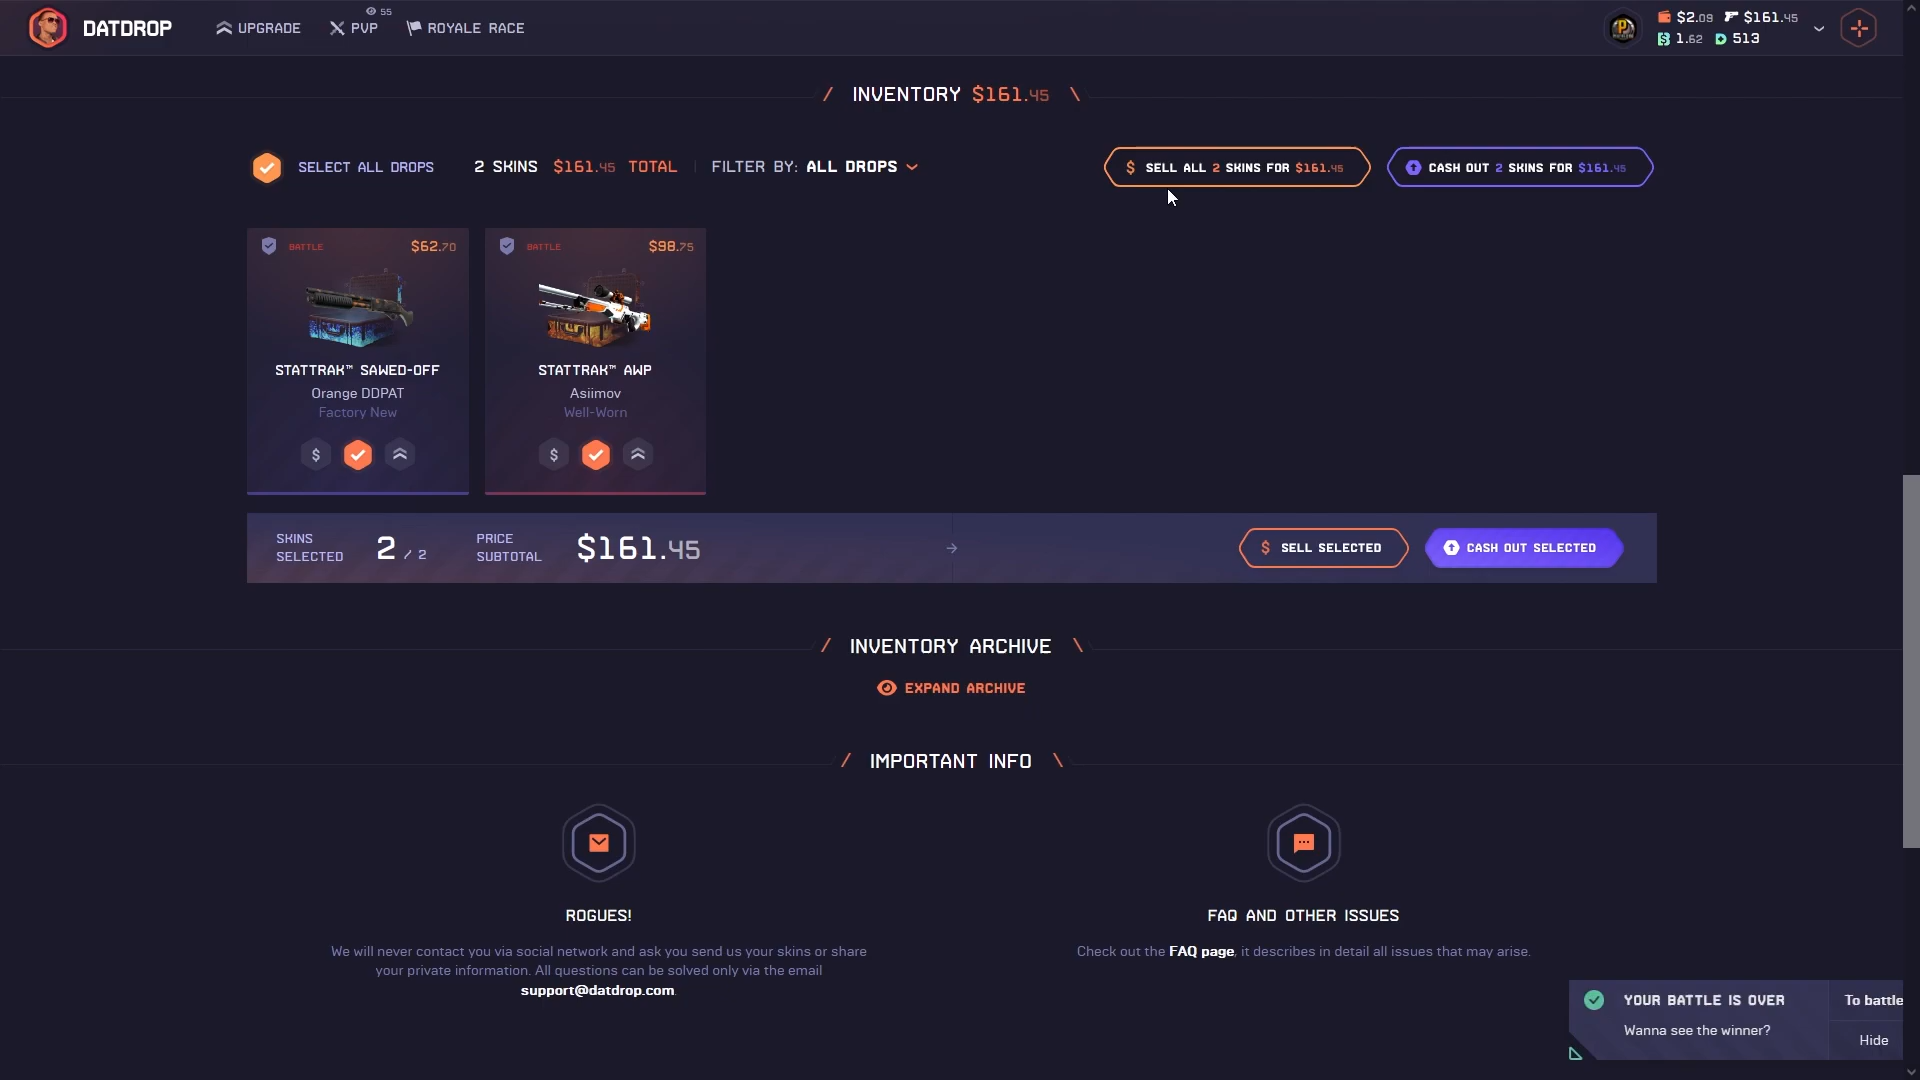 DATDROP
UPGRADE
PVP
55
ROYALE RACE
$2.09
$161.45
1.62
513
INVENTORY $161.45
SELECT ALL DROPS
2 SKINS $161.45 TOTAL
FILTER BY: ALL DROPS
$ SELL ALL 2 SKINS FOR $161.45
CASH OUT 2 SKINS FOR $161.45
BATTLE
$62.70
STATTRAK™ SAWED-OFF
Orange DDPAT
Factory New
$
BATTLE
$98.75
STATTRAK™ AWP
Asiimov
Well-Worn
$
SKINS
SELECTED
2 / 2
PRICE
SUBTOTAL
$161.45
$ SELL SELECTED
CASH OUT SELECTED
INVENTORY ARCHIVE
EXPAND ARCHIVE
IMPORTANT INFO
ROGUES!
We will never contact you via social network and ask you send us your skins or share
your private information. All questions can be solved only via the email
support@datdrop.com.
FAQ AND OTHER ISSUES
Check out the FAQ page, it describes in detail all issues that may arise.
YOUR BATTLE IS OVER
Wanna see the winner?
To battle
Hide